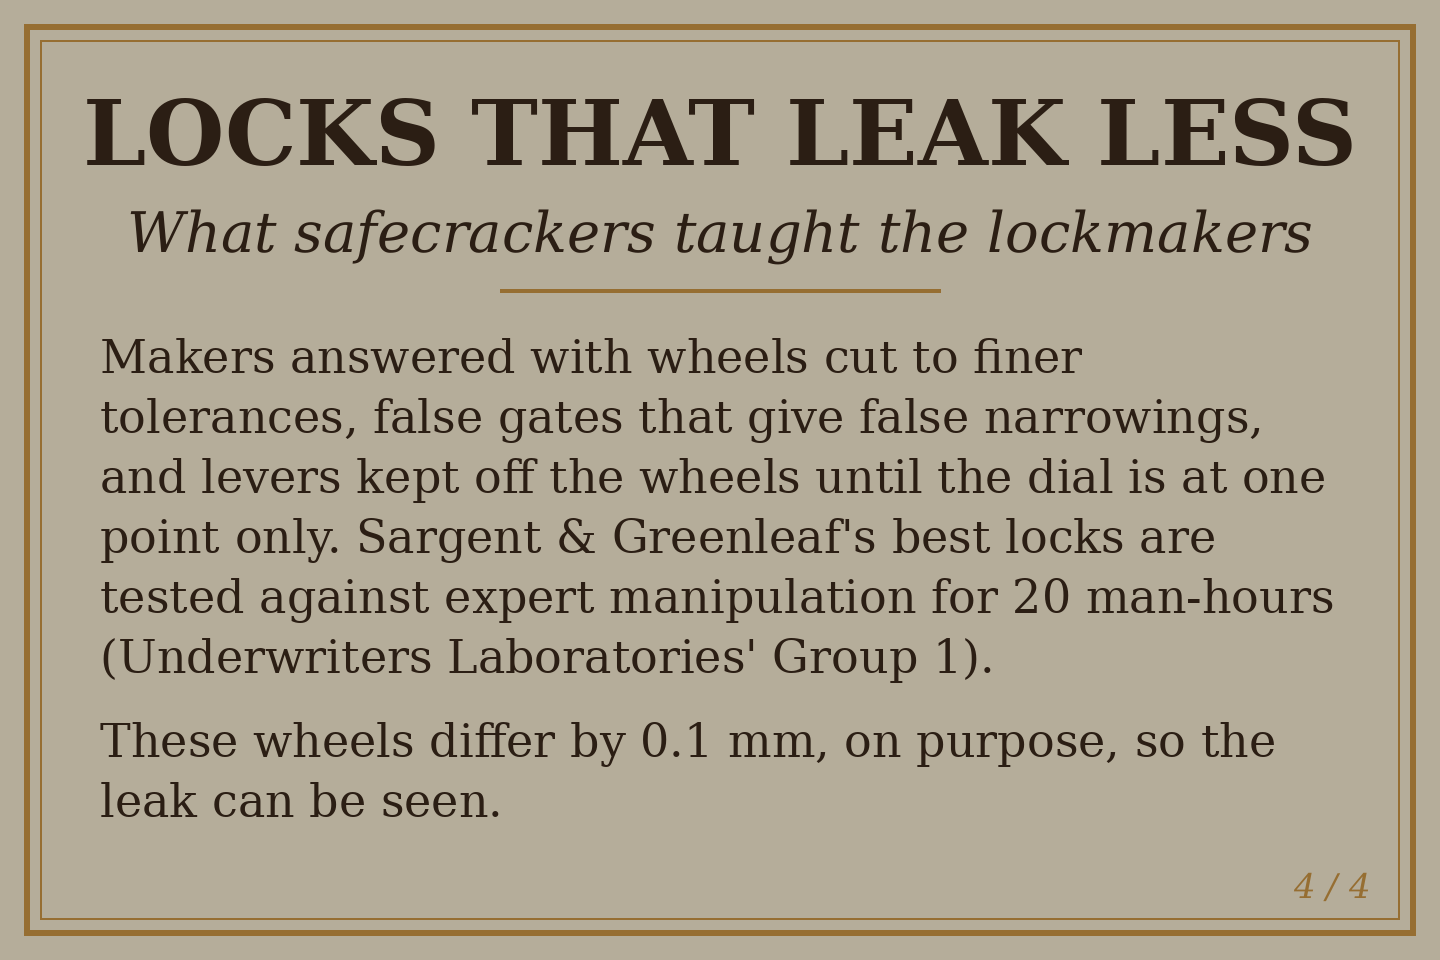 LOCKS THAT LEAK LESS
What safecrackers taught the lockmakers
Makers answered with wheels cut to finer
tolerances, false gates that give false narrowings,
and levers kept off the wheels until the dial is at one
point only. Sargent & Greenleaf's best locks are
tested against expert manipulation for 20 man-hours
(Underwriters Laboratories' Group 1).
These wheels differ by 0.1 mm, on purpose, so the
leak can be seen.
4 / 4